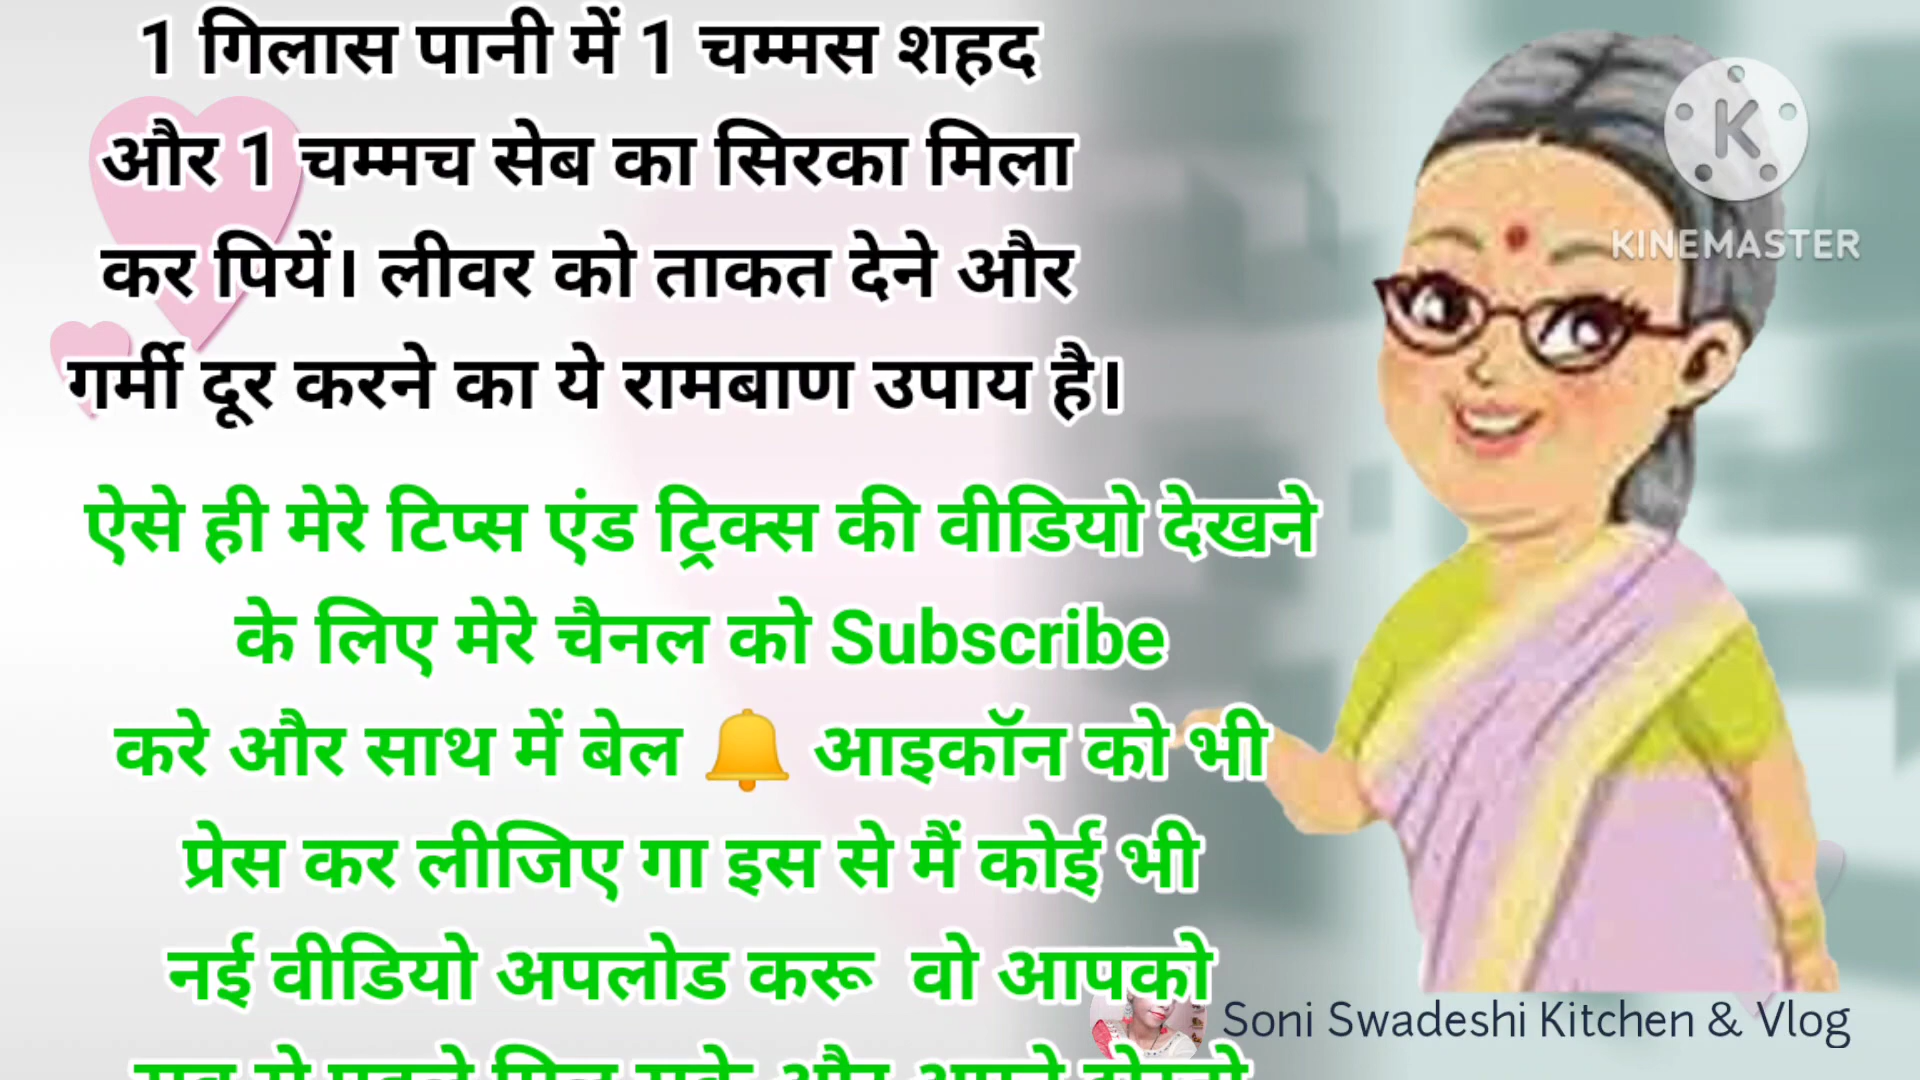 1 गिलास पानी में 1 चम्मस शहद
और 1 चम्मच सेब का सिरका मिला
कर पियें। लीवर को ताकत देने और
गर्मी दूर करने का ये रामबाण उपाय है।
ऐसे ही मेरे टिप्स एंड ट्रिक्स की वीडियो देखने
के लिए मेरे चैनल को Subscribe
करे और साथ में बेल 🔔 आइकॉन को भी
प्रेस कर लीजिए गा इस से मैं कोई भी
नई वीडियो अपलोड करू वो आपको
K
KINEMASTER
Soni Swadeshi Kitchen & Vlog